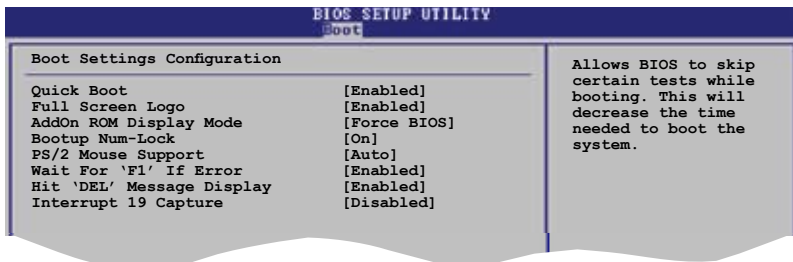 BIOS SETUP UTILITY
Boot
Boot Settings Configuration
Quick Boot [Enabled]
Full Screen Logo [Enabled]
AddOn ROM Display Mode [Force BIOS]
Bootup Num-Lock [On]
PS/2 Mouse Support [Auto]
Wait For ‘F1’ If Error [Enabled]
Hit ‘DEL’ Message Display [Enabled]
Interrupt 19 Capture [Disabled]
Allows BIOS to skip
certain tests while
booting. This will
decrease the time
needed to boot the
system.